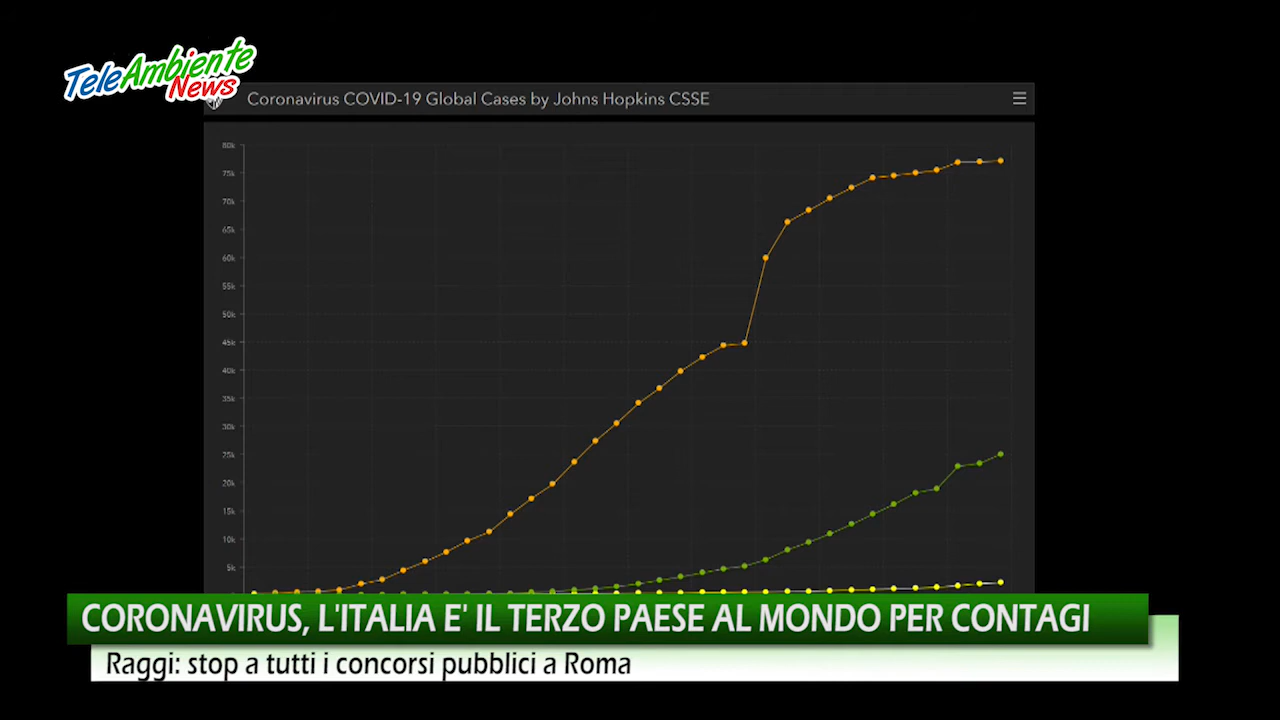 TeleAmbiente
News
Coronavirus COVID-19 Global Cases by Johns Hopkins CSSE
80k
75k
70k
65k
60k
55k
50k
45k
40k
35k
30k
25k
20k
15k
10k
5k
CORONAVIRUS, L'ITALIA E' IL TERZO PAESE AL MONDO PER CONTAGI
Raggi: stop a tutti i concorsi pubblici a Roma